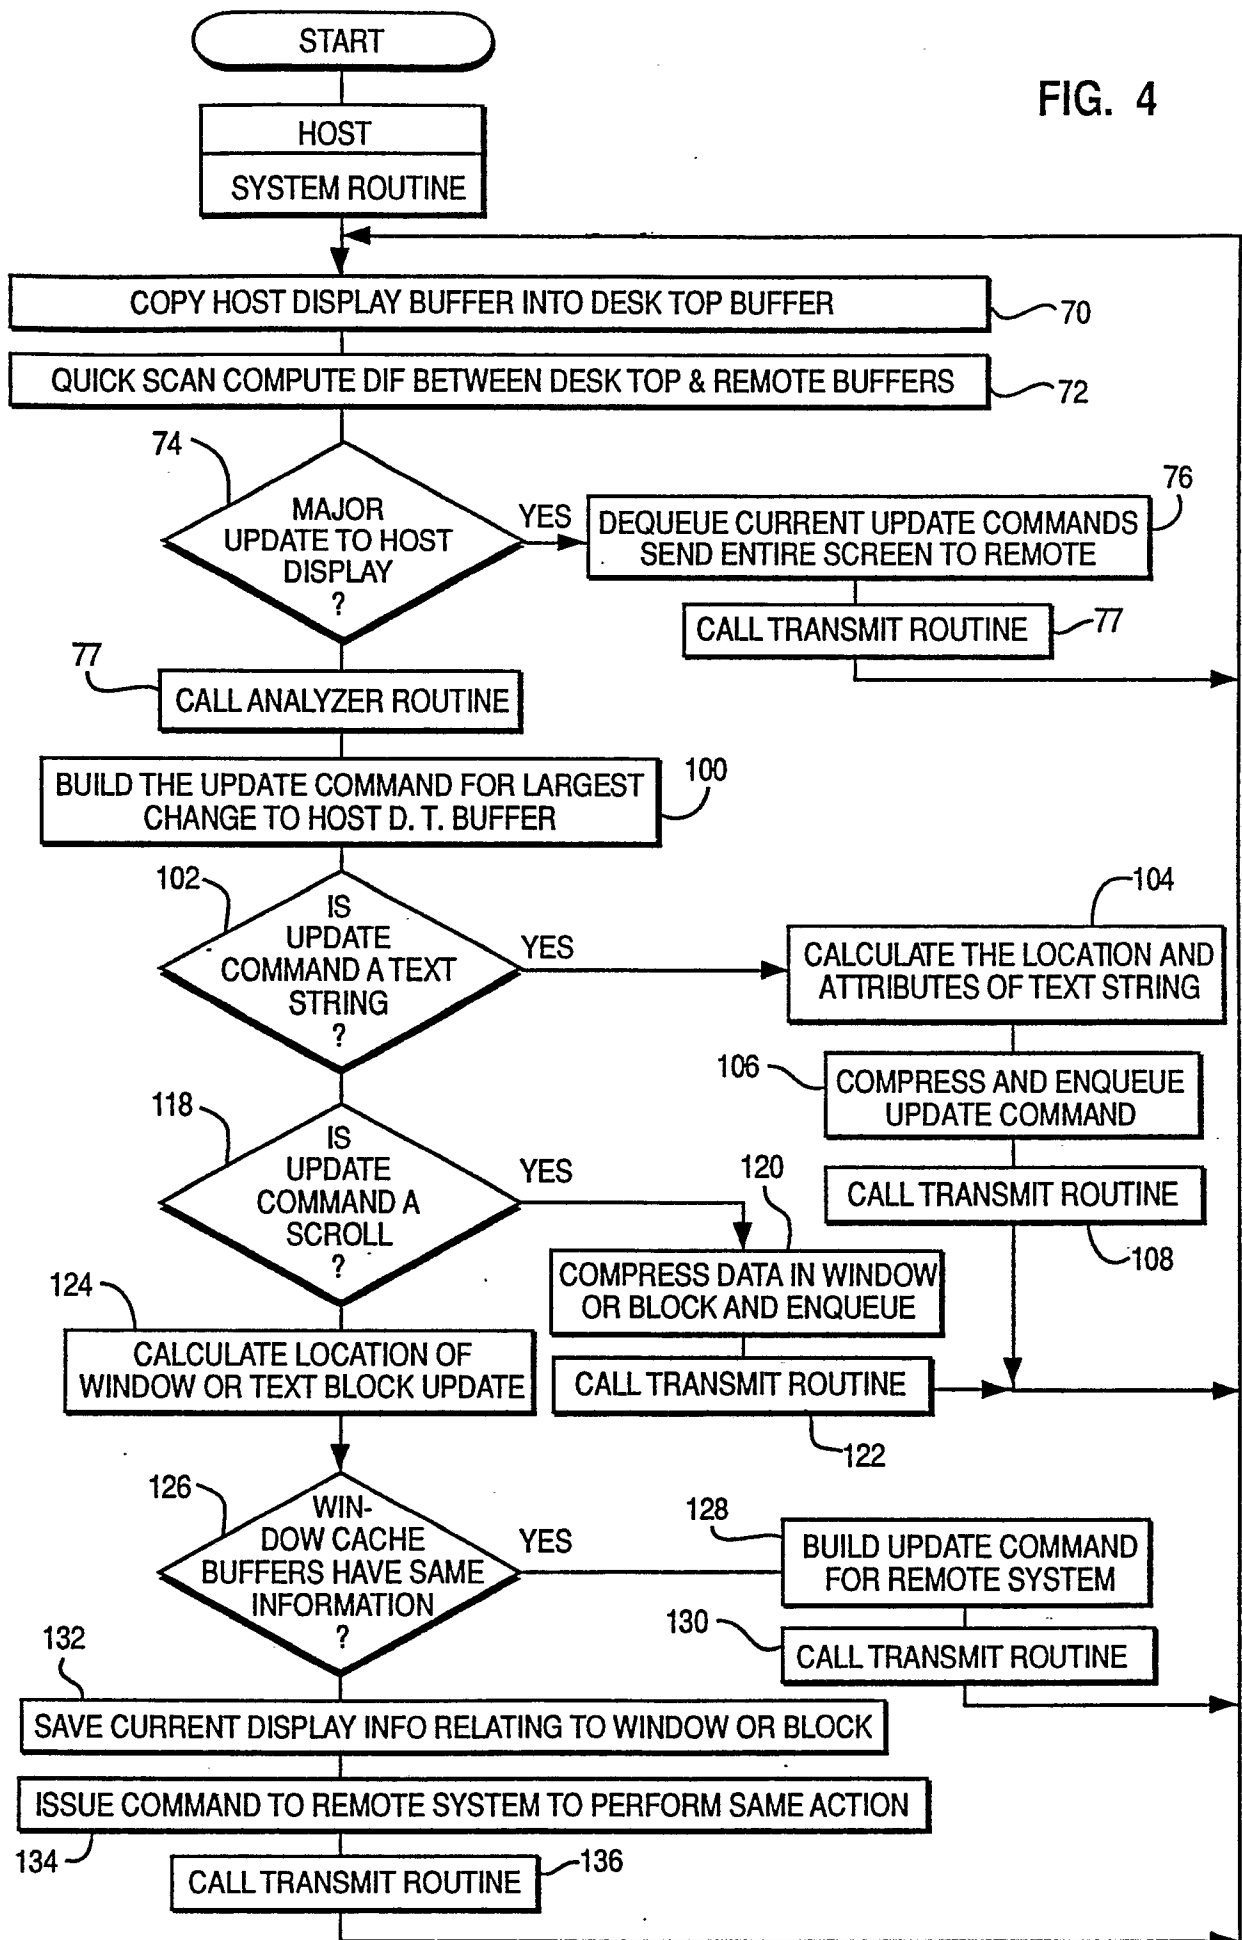 START
FIG. 4
HOST
SYSTEM ROUTINE
COPY HOST DISPLAY BUFFER INTO DESK TOP BUFFER
70
QUICK SCAN COMPUTE DIF BETWEEN DESK TOP & REMOTE BUFFERS
72
74
MAJOR
UPDATE TO HOST
DISPLAY
?
YES
76
DEQUEUE CURRENT UPDATE COMMANDS
SEND ENTIRE SCREEN TO REMOTE
CALL TRANSMIT ROUTINE
77
77
CALL ANALYZER ROUTINE
BUILD THE UPDATE COMMAND FOR LARGEST
CHANGE TO HOST D. T. BUFFER
100
102
IS
UPDATE
COMMAND A TEXT
STRING
?
YES
104
CALCULATE THE LOCATION AND
ATTRIBUTES OF TEXT STRING
106
COMPRESS AND ENQUEUE
UPDATE COMMAND
CALL TRANSMIT ROUTINE
108
118
IS
UPDATE
COMMAND A
SCROLL
?
YES
120
COMPRESS DATA IN WINDOW
OR BLOCK AND ENQUEUE
CALL TRANSMIT ROUTINE
122
124
CALCULATE LOCATION OF
WINDOW OR TEXT BLOCK UPDATE
126
WIN-
DOW CACHE
BUFFERS HAVE SAME
INFORMATION
?
YES
128
BUILD UPDATE COMMAND
FOR REMOTE SYSTEM
130
CALL TRANSMIT ROUTINE
132
SAVE CURRENT DISPLAY INFO RELATING TO WINDOW OR BLOCK
ISSUE COMMAND TO REMOTE SYSTEM TO PERFORM SAME ACTION
134
CALL TRANSMIT ROUTINE
136